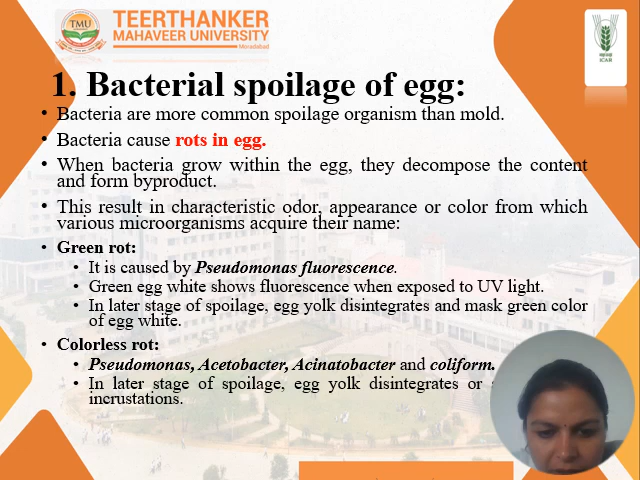 TMU
TEERTHANKER
MAHAVEER UNIVERSITY
Moradabad
ICAR
1. Bacterial spoilage of egg:
• Bacteria are more common spoilage organism than mold.
• Bacteria cause rots in egg.
• When bacteria grow within the egg, they decompose the content
and form byproduct.
• This result in characteristic odor, appearance or color from which
various microorganisms acquire their name:
• Green rot:
• It is caused by Pseudomonas fluorescence.
• Green egg white shows fluorescence when exposed to UV light.
• In later stage of spoilage, egg yolk disintegrates and mask green color
of egg white.
• Colorless rot:
• Pseudomonas, Acetobacter, Acinatobacter and coliform.
• In later stage of spoilage, egg yolk disintegrates or
incrustations.